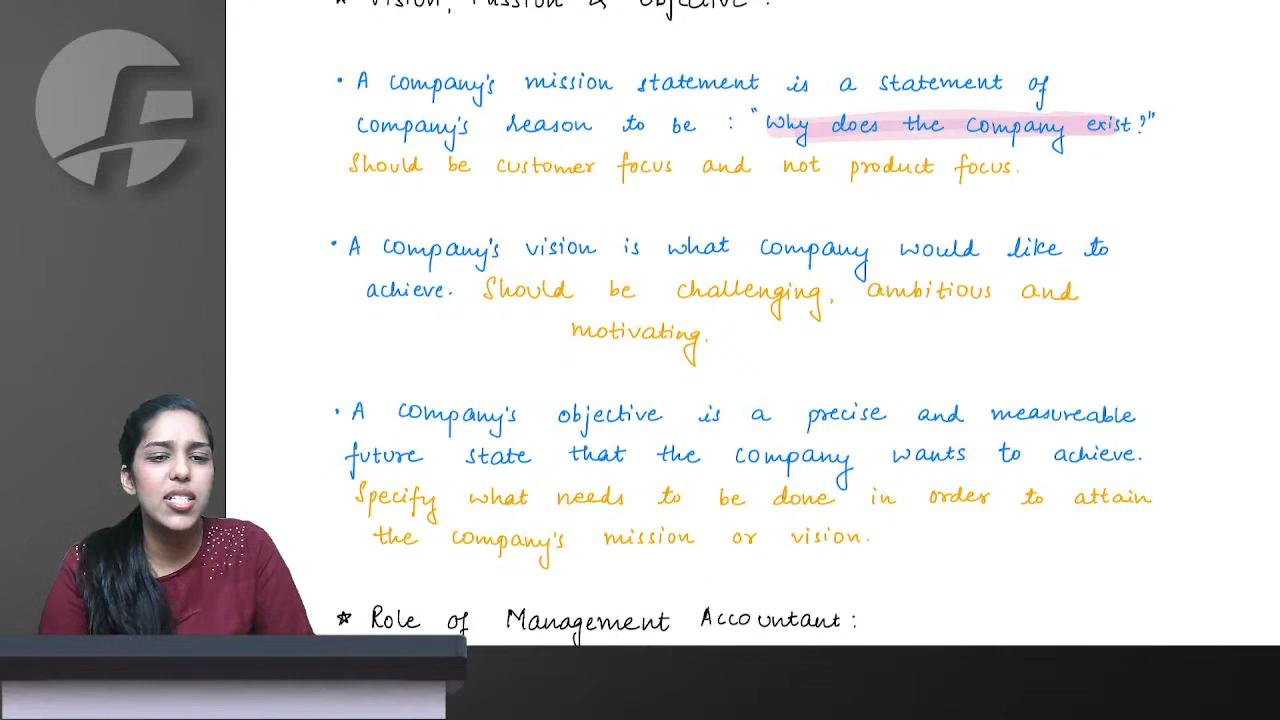 * Vision, Mission & Objective :
• A company's mission statement is a statement of
company's reason to be : "Why does the company exist?"
Should be customer focus and not product focus.
• A company's vision is what company would like to
achieve. Should be challenging, ambitious and
motivating.
• A company's objective is a precise and measureable
future state that the company wants to achieve.
Specify what needs to be done in order to attain
the company's mission or vision.
* Role of Management Accountant :